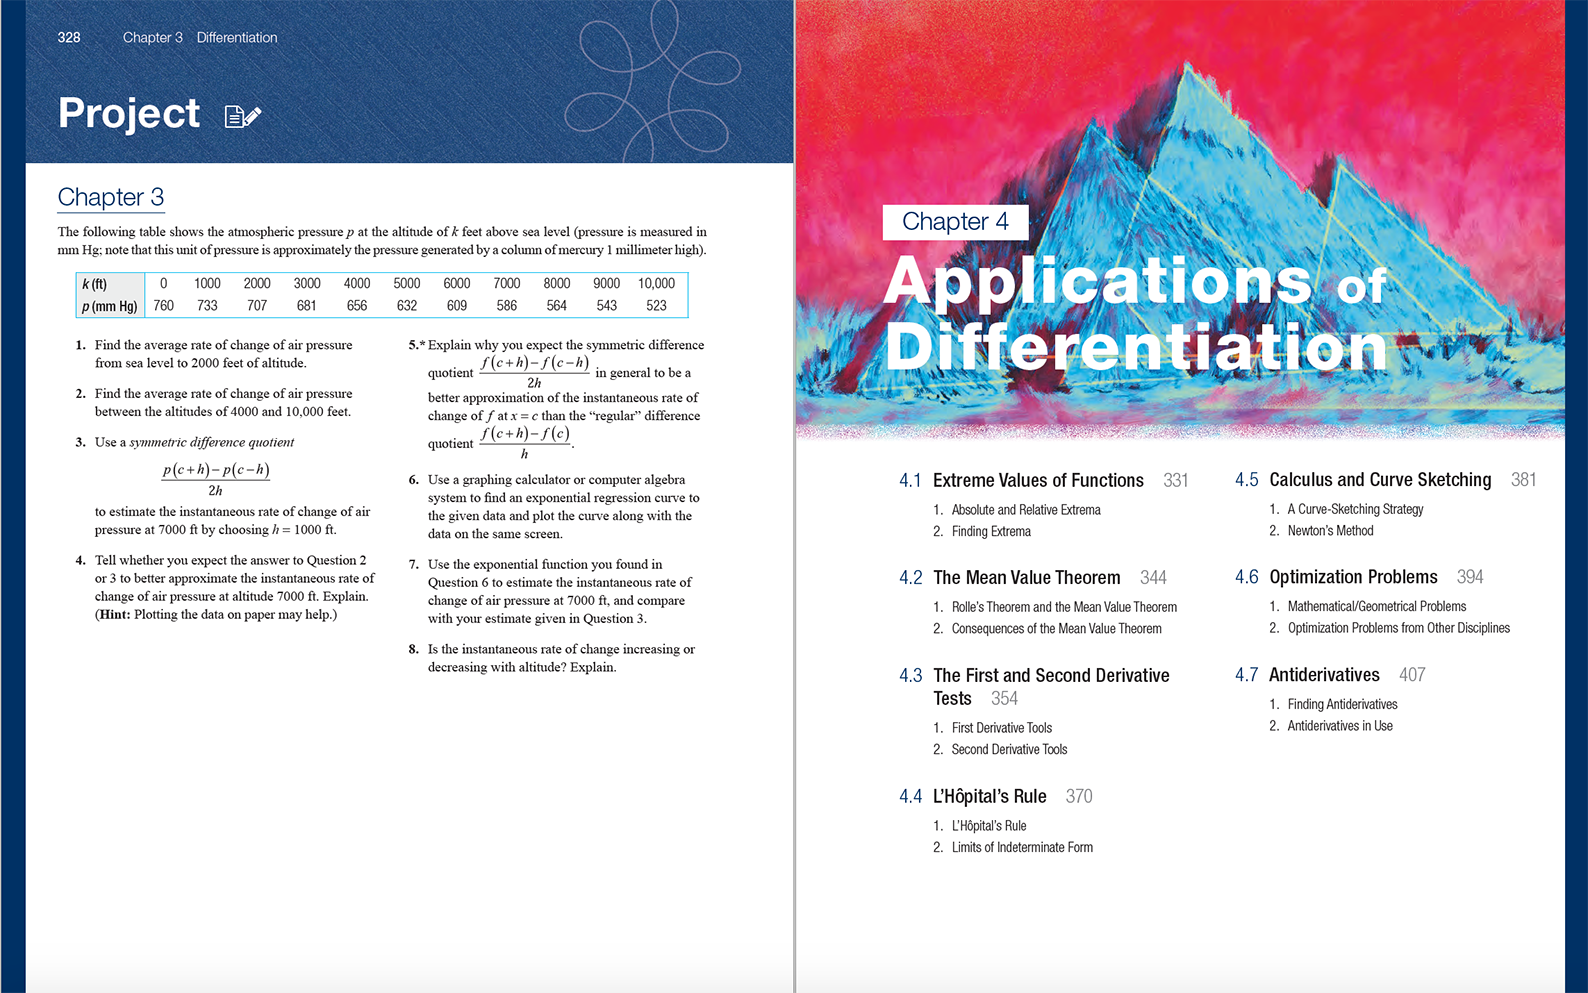 328 Chapter 3 Differentiation
Project
Chapter 3
The following table shows the atmospheric pressure p at the altitude of k feet above sea level (pressure is measured in
mm Hg; note that this unit of pressure is approximately the pressure generated by a column of mercury 1 millimeter high).
k (ft) 0 1000 2000 3000 4000 5000 6000 7000 8000 9000 10,000
p (mm Hg) 760 733 707 681 656 632 609 586 564 543 523
1. Find the average rate of change of air pressure
from sea level to 2000 feet of altitude.
2. Find the average rate of change of air pressure
between the altitudes of 4000 and 10,000 feet.
3. Use a symmetric difference quotient
p(c+h)−p(c−h)
2h
to estimate the instantaneous rate of change of air
pressure at 7000 ft by choosing h = 1000 ft.
4. Tell whether you expect the answer to Question 2
or 3 to better approximate the instantaneous rate of
change of air pressure at altitude 7000 ft. Explain.
(Hint: Plotting the data on paper may help.)
5.* Explain why you expect the symmetric difference
quotient f(c+h)−f(c−h) / 2h in general to be a
better approximation of the instantaneous rate of
change of f at x = c than the “regular” difference
quotient f(c+h)−f(c) / h.
6. Use a graphing calculator or computer algebra
system to find an exponential regression curve to
the given data and plot the curve along with the
data on the same screen.
7. Use the exponential function you found in
Question 6 to estimate the instantaneous rate of
change of air pressure at 7000 ft, and compare
with your estimate given in Question 3.
8. Is the instantaneous rate of change increasing or
decreasing with altitude? Explain.
Chapter 4
Applications of
Differentiation
4.1 Extreme Values of Functions 331
1. Absolute and Relative Extrema
2. Finding Extrema
4.2 The Mean Value Theorem 344
1. Rolle’s Theorem and the Mean Value Theorem
2. Consequences of the Mean Value Theorem
4.3 The First and Second Derivative
Tests 354
1. First Derivative Tools
2. Second Derivative Tools
4.4 L’Hôpital’s Rule 370
1. L’Hôpital’s Rule
2. Limits of Indeterminate Form
4.5 Calculus and Curve Sketching 381
1. A Curve-Sketching Strategy
2. Newton’s Method
4.6 Optimization Problems 394
1. Mathematical/Geometrical Problems
2. Optimization Problems from Other Disciplines
4.7 Antiderivatives 407
1. Finding Antiderivatives
2. Antiderivatives in Use